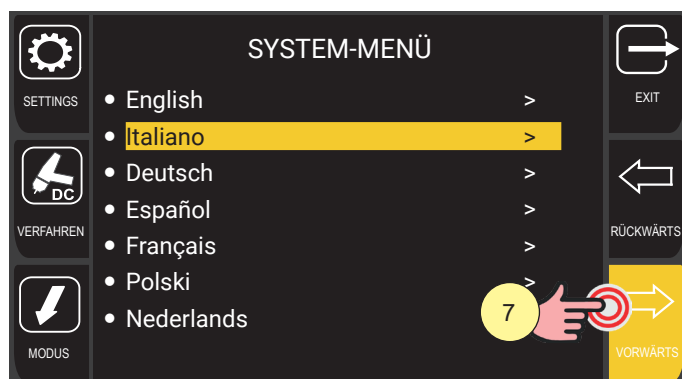 SYSTEM-MENÜ
SETTINGS
EXIT
English >
Italiano >
Deutsch >
Español >
Français >
Polski >
Nederlands
DC
VERFAHREN
RÜCKWÄRTS
7
MODUS
VORWÄRTS